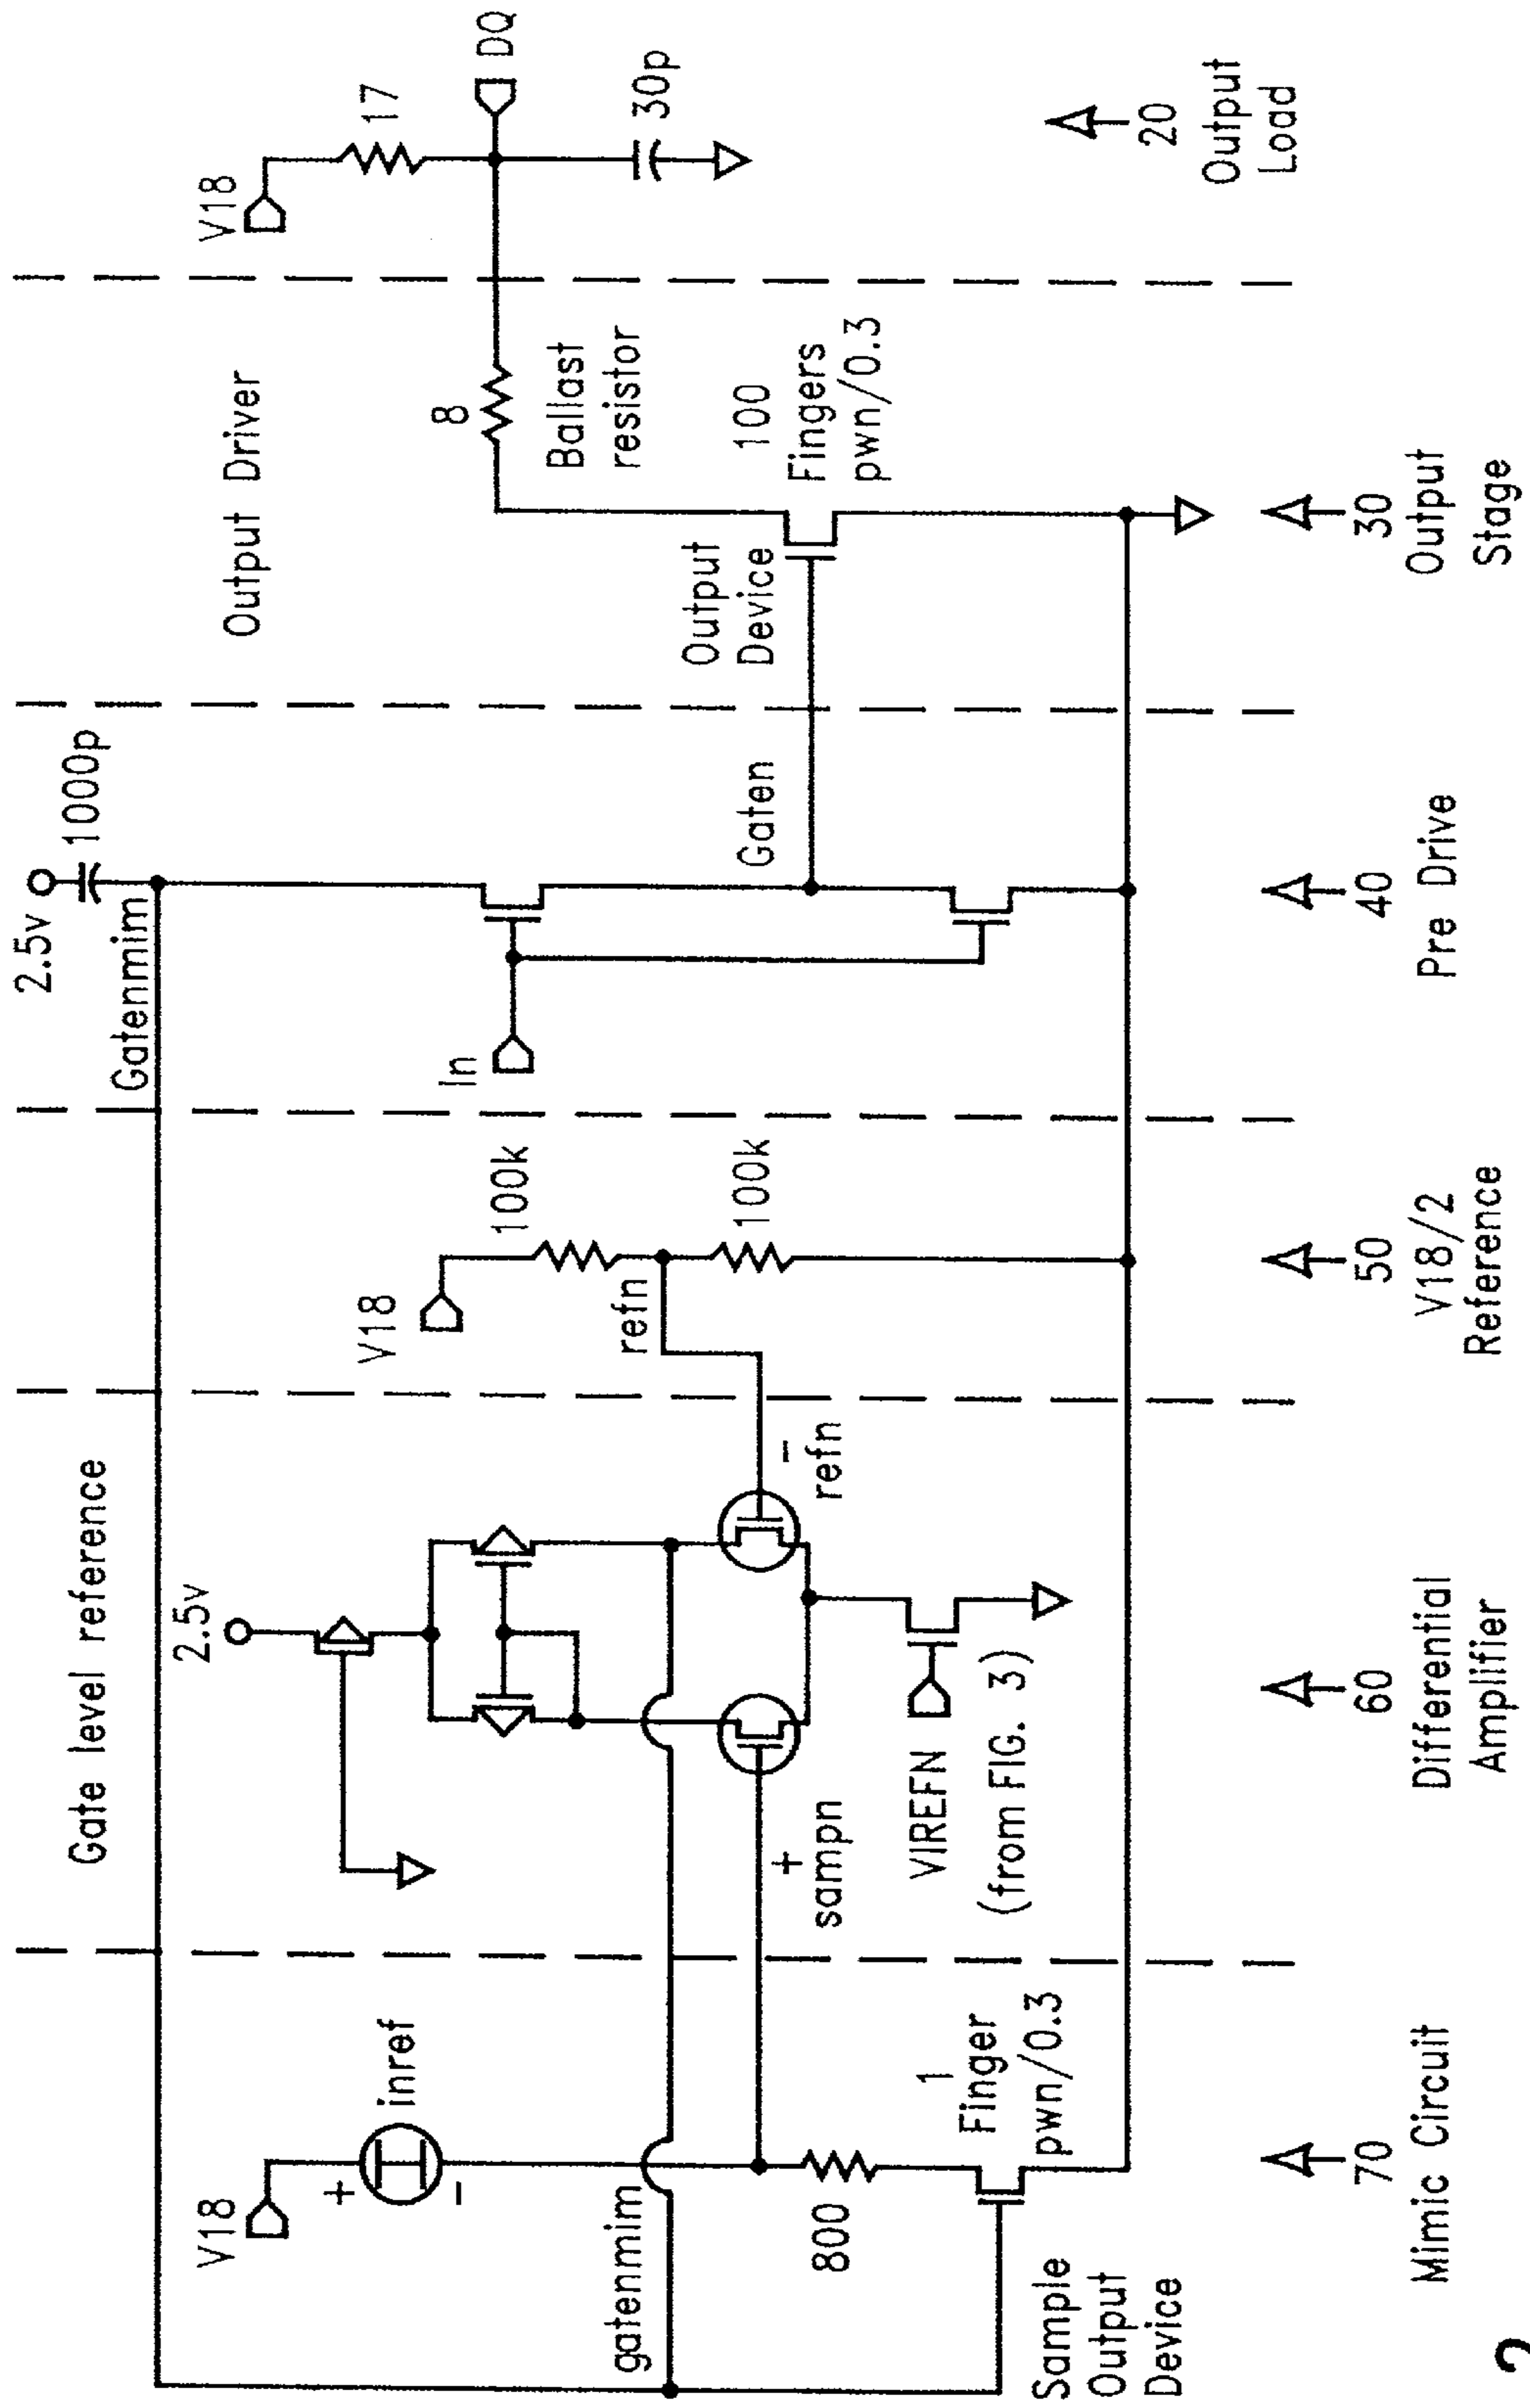 Gate level reference
Output Driver
2.5v
1000p
Gatenmim
V18
inref
+
-
gatenmim
800
1
Finger
pwn/0.3
Sample
Output
Device
2.5v
+
sampn
-
refn
VIREFN
(from FIG. 3)
V18
100k
refn
100k
In
Gaten
Output
Device
8
Ballast
resistor
100
Fingers
pwn/0.3
V18
17
DQ
30p
70
Mimic Circuit
60
Differential
Amplifier
50
V18/2
Reference
40
Pre Drive
30
Output
Stage
20
Output
Load